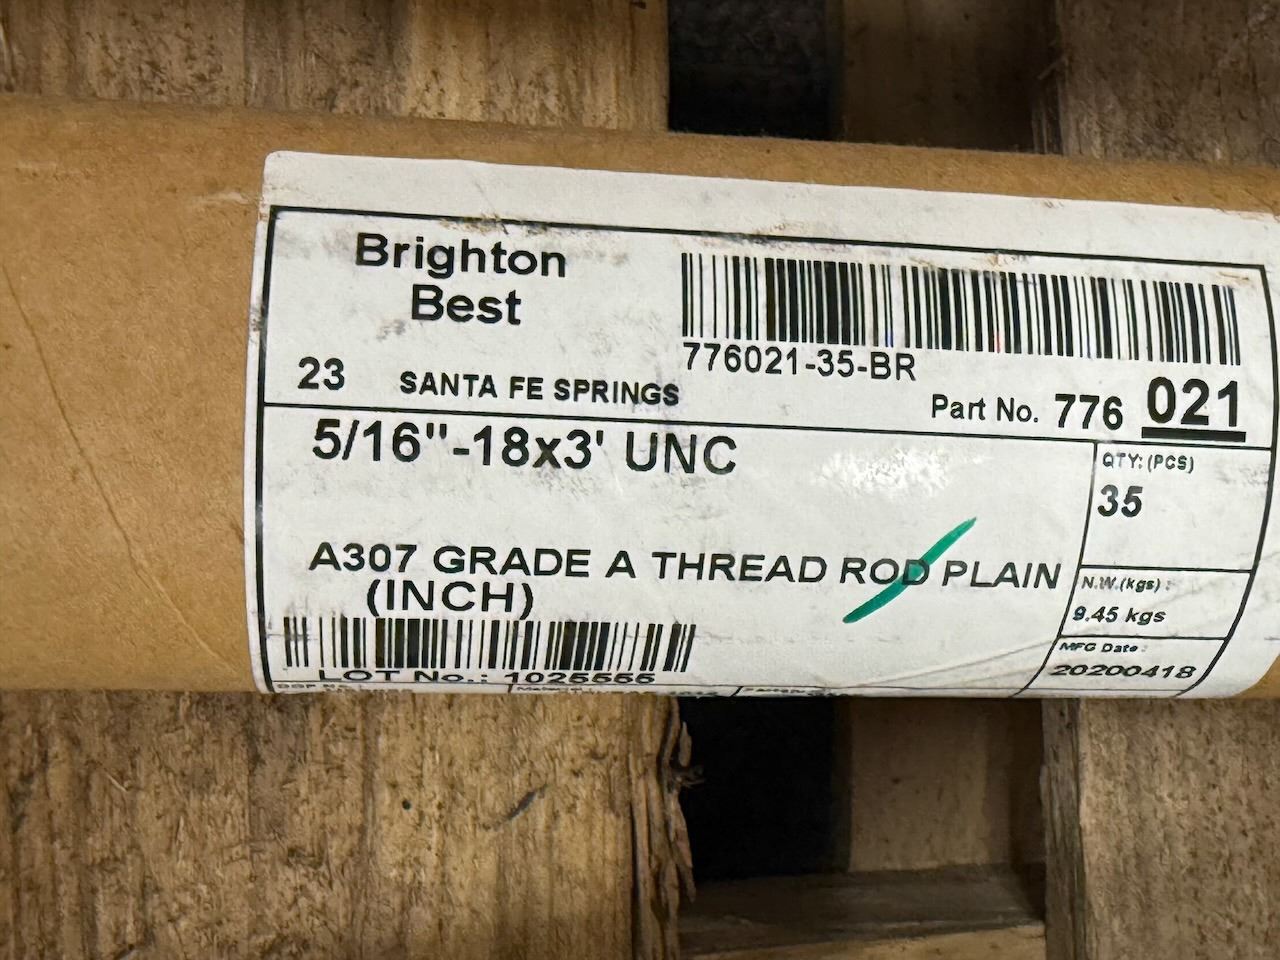 Brighton
Best
776021-35-BR
23 SANTA FE SPRINGS
Part No. 776 021
5/16"-18x3' UNC
QTY: (PCS)
35
A307 GRADE A THREAD ROD PLAIN
(INCH)
N.W.(kgs) :
9.45 kgs
MFG Date :
20200418
LOT No.: 1025555